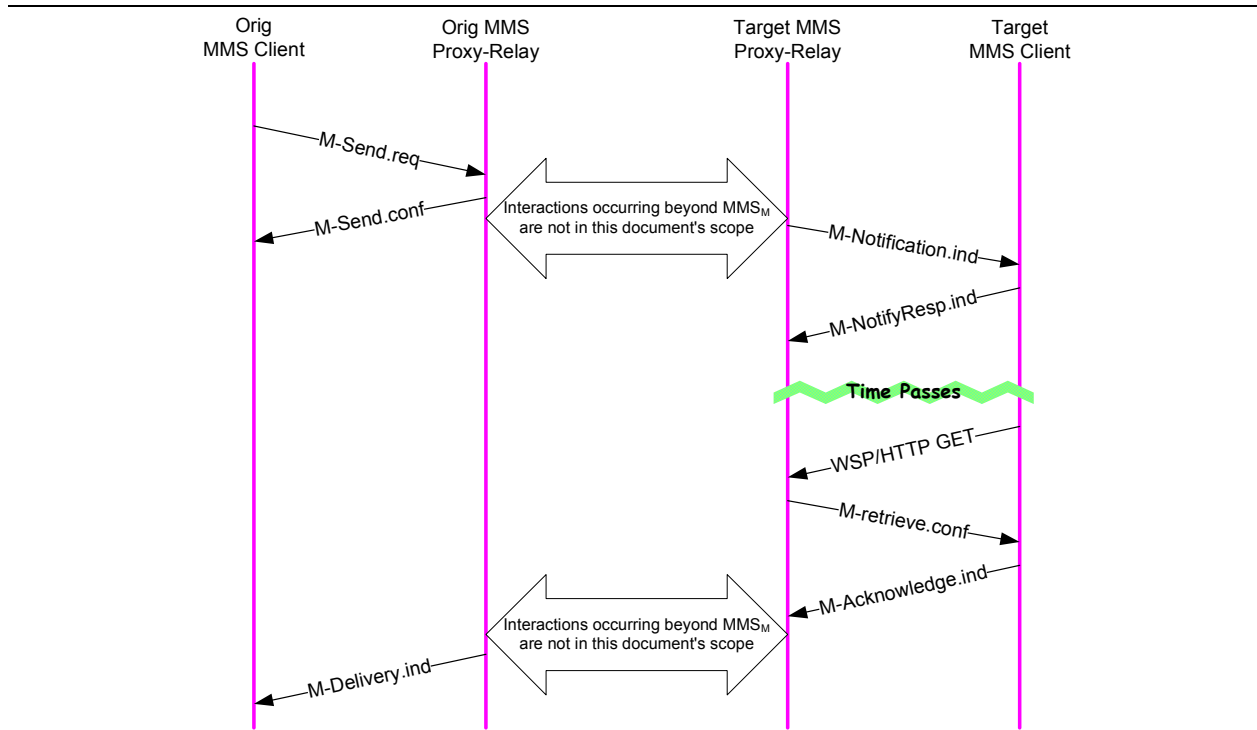 Orig
MMS Client
Orig MMS
Proxy-Relay
Target MMS
Proxy-Relay
Target
MMS Client
M-Send.req
M-Send.conf
Interactions occurring beyond MMSM
are not in this document's scope
M-Notification.ind
M-NotifyResp.ind
Time Passes
WSP/HTTP GET
M-retrieve.conf
M-Acknowledge.ind
Interactions occurring beyond MMSM
are not in this document's scope
M-Delivery.ind